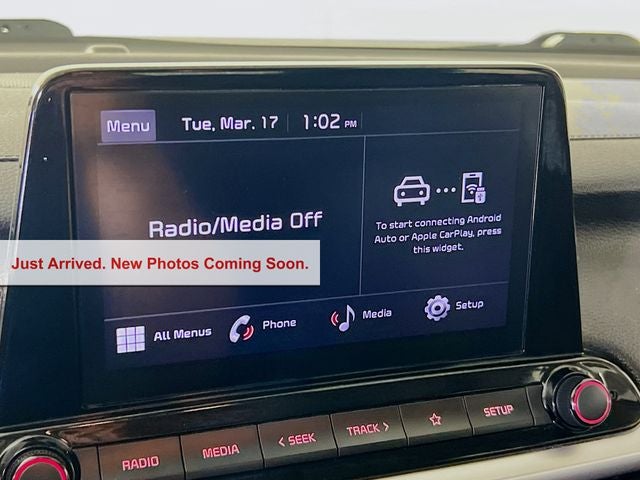 Menu
Tue, Mar. 17
1:02 PM
Radio/Media Off
To start connecting Android
Auto or Apple CarPlay, press
this widget.
Just Arrived. New Photos Coming Soon.
All Menus
Phone
Media
Setup
RADIO
MEDIA
< SEEK
TRACK >
SETUP